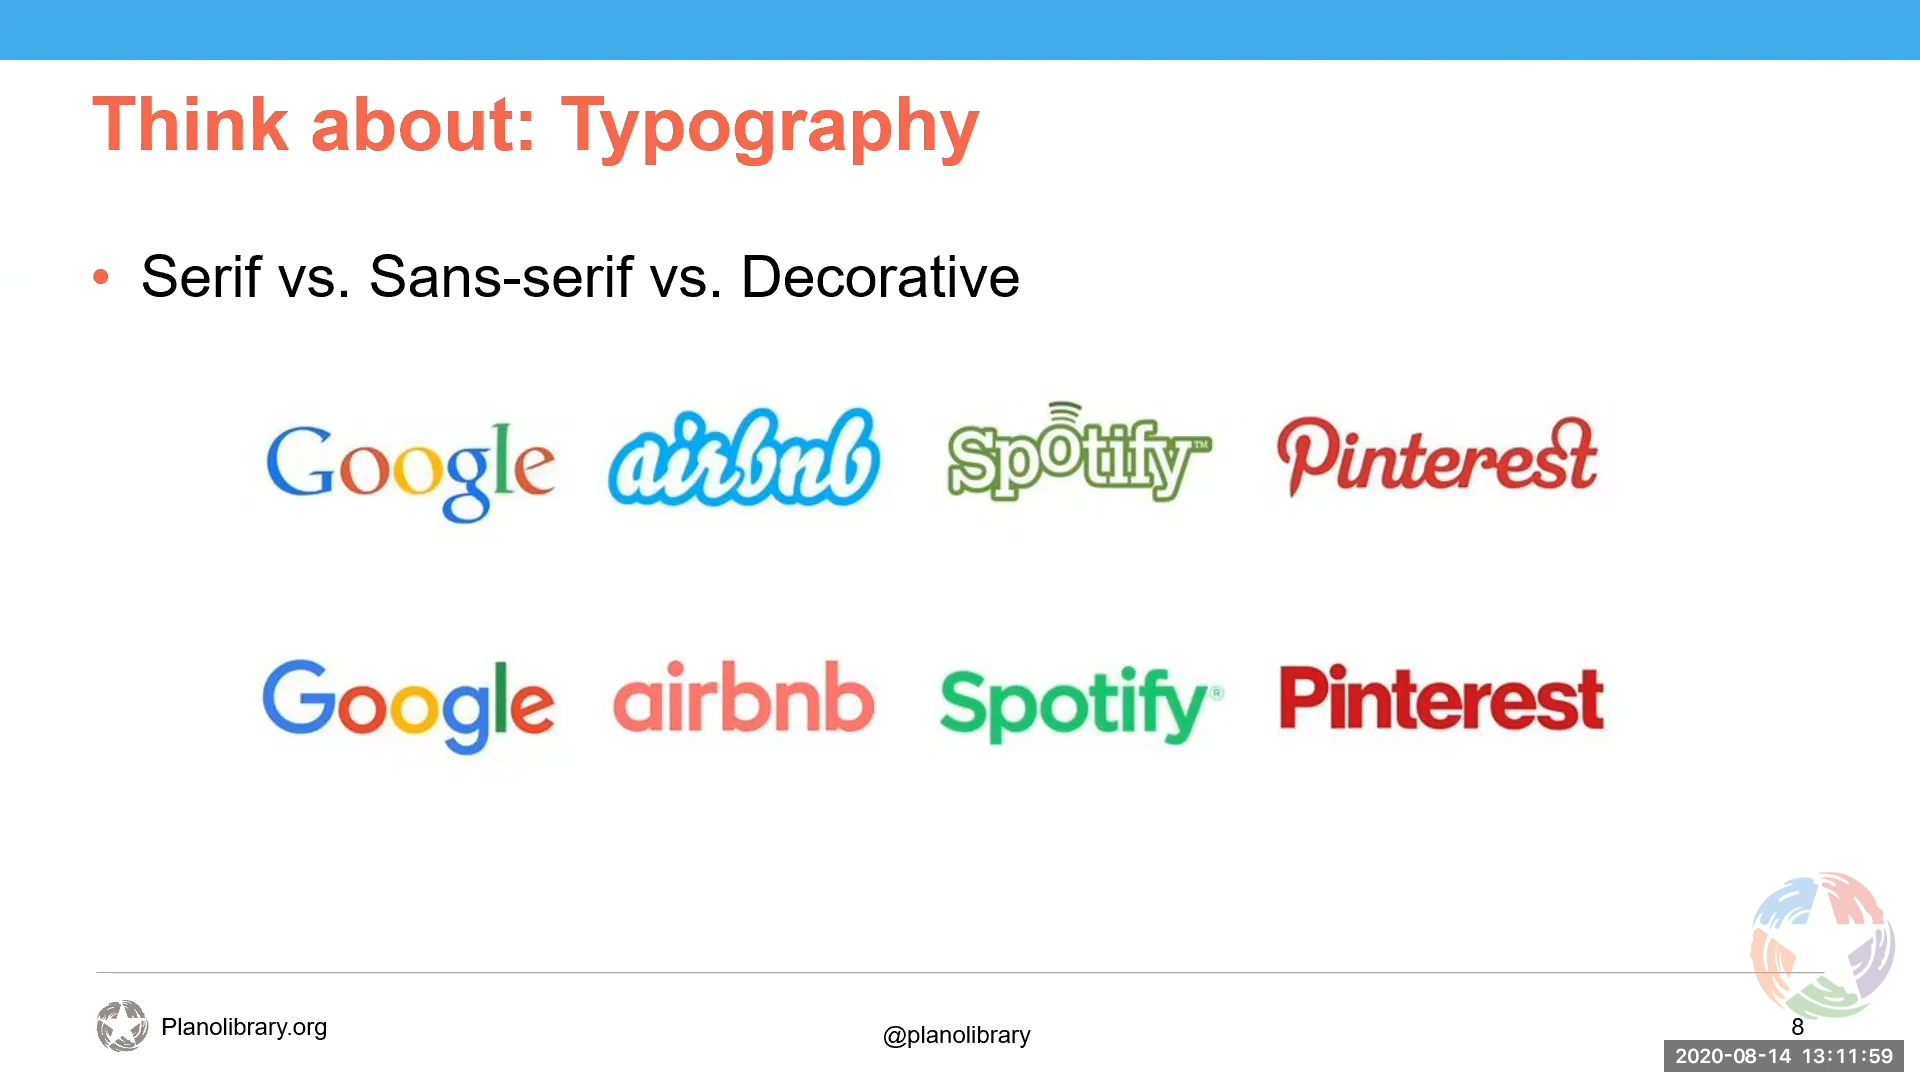 Think about: Typography
• Serif vs. Sans-serif vs. Decorative
Google airbnb Spotify™ Pinterest
Google airbnb Spotify® Pinterest
Planolibrary.org
@planolibrary
8
2020-08-14 13:11:59